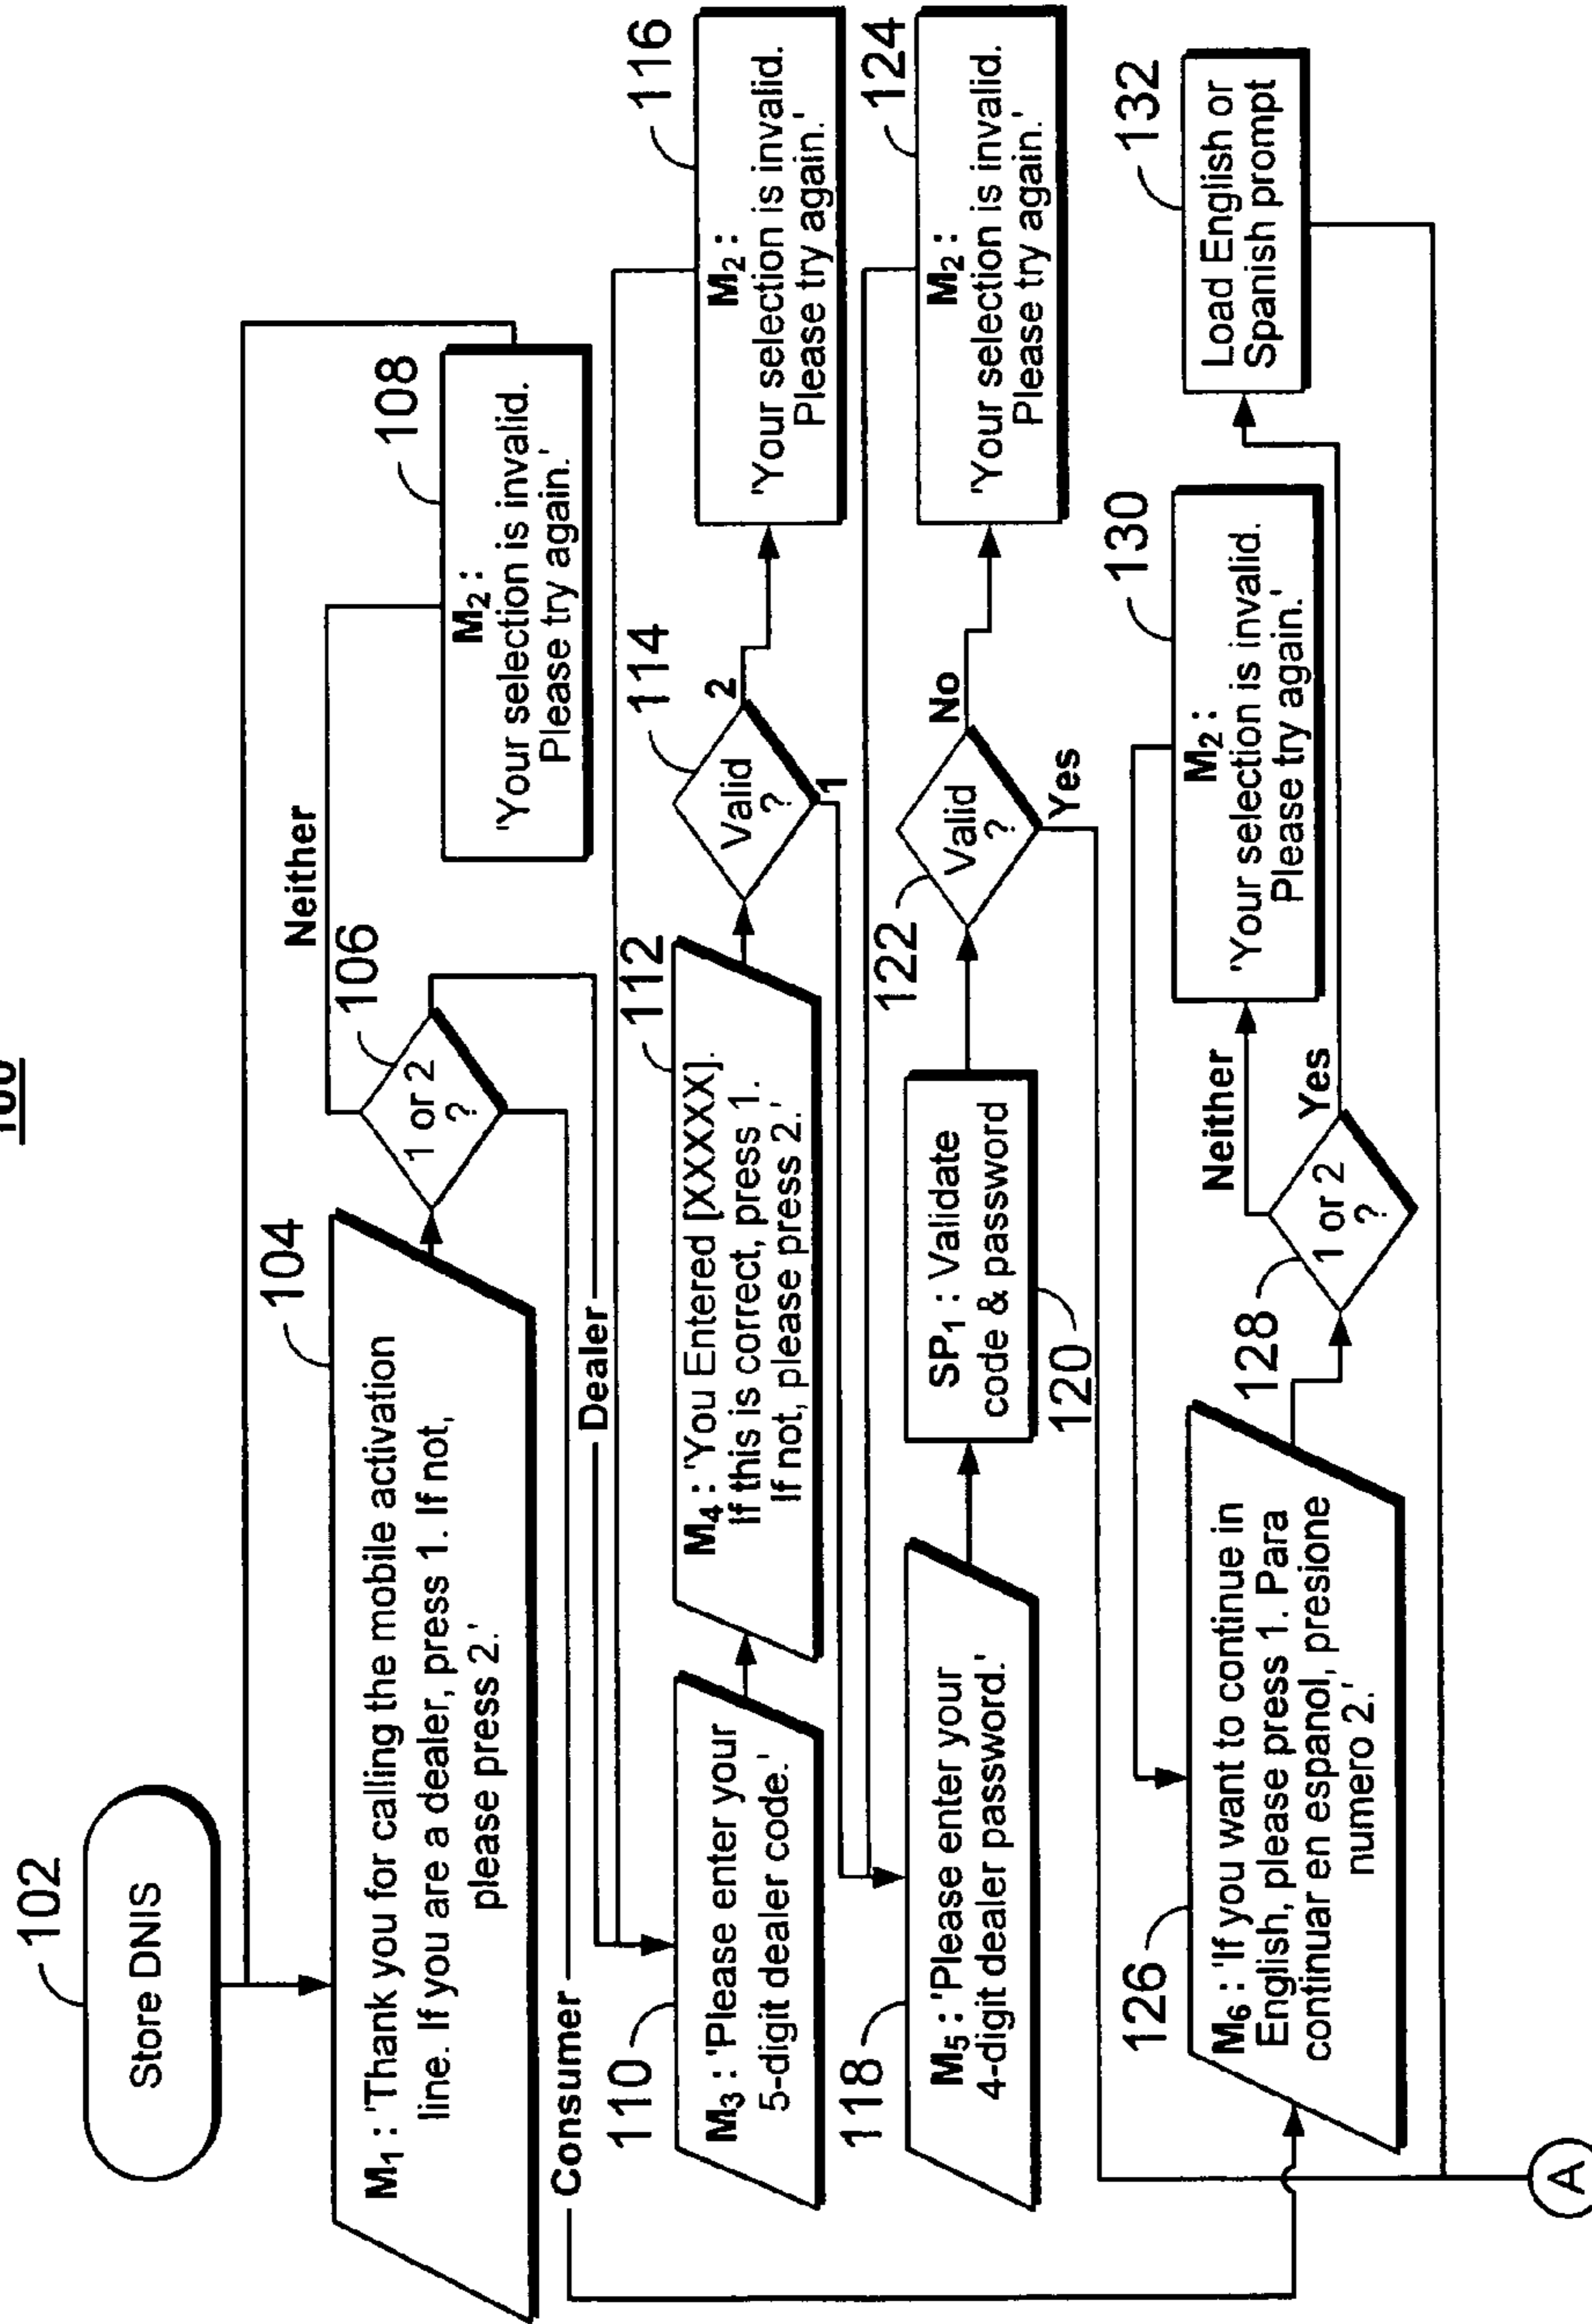 100
102
Store DNIS
104
M1 : 'Thank you for calling the mobile activation
line. If you are a dealer, press 1. If not,
please press 2.'
106
1 or 2
?
Neither
108
M2 :
'Your selection is invalid.
Please try again.'
Consumer
Dealer
110
M3 : 'Please enter your
5-digit dealer code.'
112
M4 : 'You Entered [XXXX].
If this is correct, press 1.
If not, please press 2.'
114
Valid
?
2
1
116
M2 :
'Your selection is invalid.
Please try again.'
118
M5 : 'Please enter your
4-digit dealer password.'
SP1 : Validate
code & password
120
122
Valid
?
No
Yes
124
M2 :
'Your selection is invalid.
Please try again.'
126
M6 : 'If you want to continue in
English, please press 1. Para
continuar en espanol, presione
numero 2.'
128
1 or 2
?
Neither
Yes
130
M2 :
'Your selection is invalid.
Please try again.'
132
Load English or
Spanish prompt
A